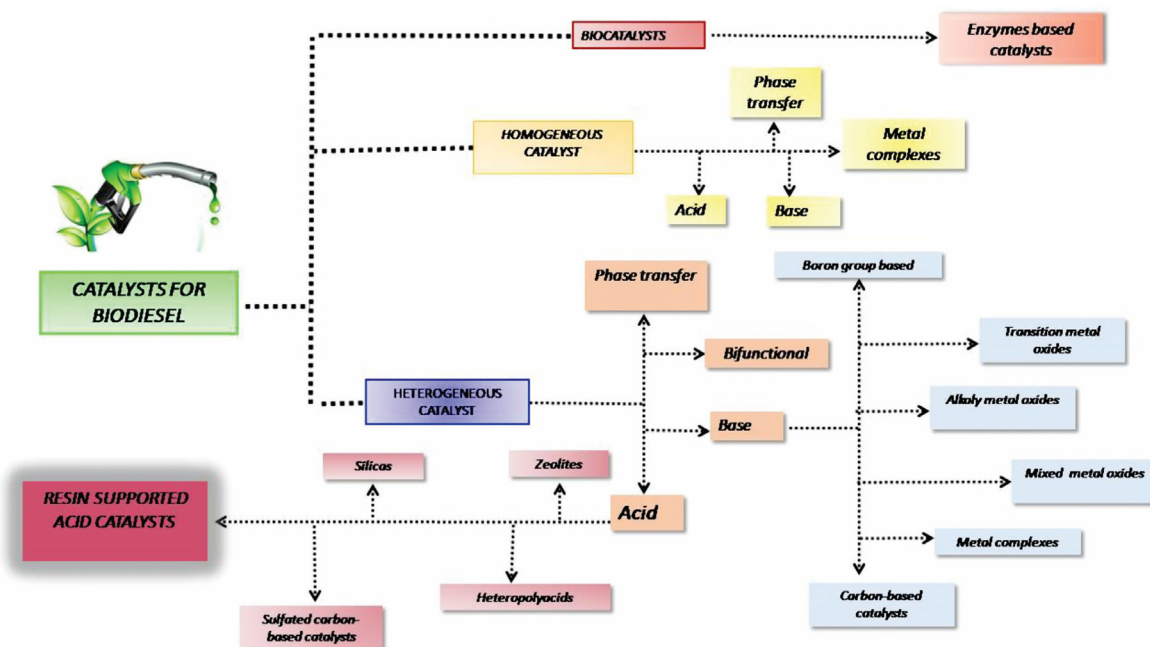 BIOCATALYSTS
Enzymes based
catalysts
Phase
transfer
HOMOGENEOUS
CATALYST
Metal
complexes
Acid
Base
CATALYSTS FOR
BIODIESEL
Boron group based
Phase transfer
Transition metal
oxides
Bifunctional
HETEROGENEOUS
CATALYST
Alkaly metal oxides
Base
Silicas
Zeolites
Mixed metal oxides
RESIN SUPPORTED
ACID CATALYSTS
Acid
Metal complexes
Heteropolyacids
Carbon-based
catalysts
Sulfated carbon-
based catalysts